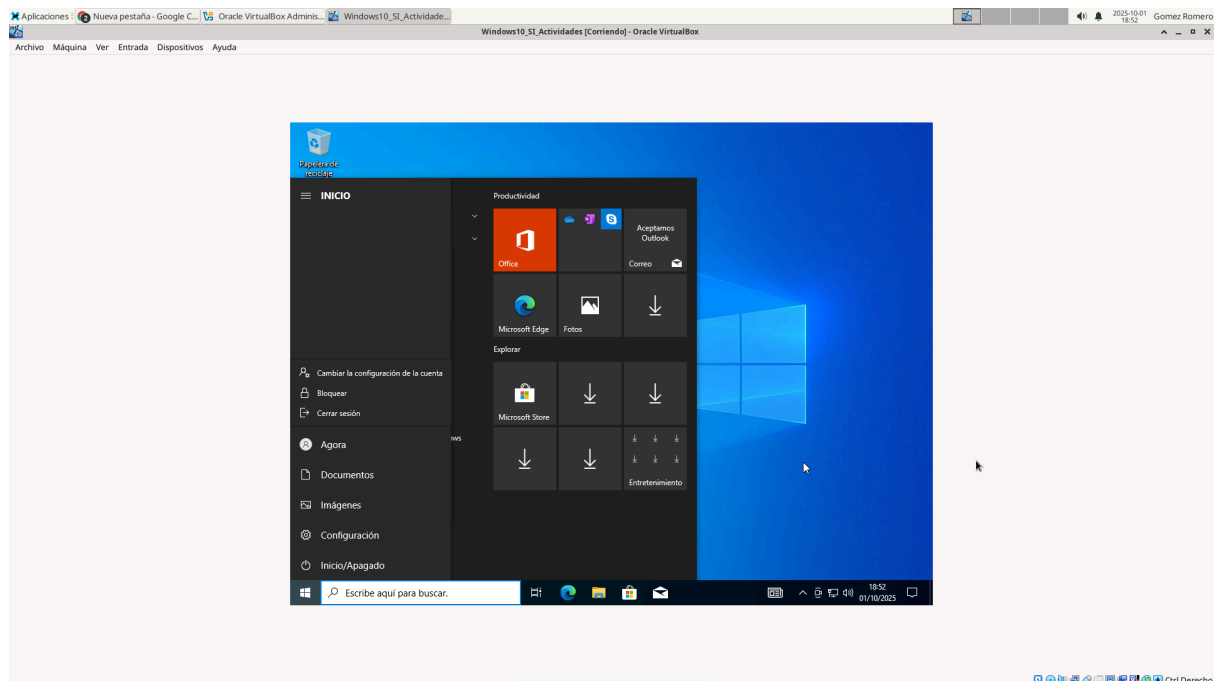 Aplicaciones
Nueva pestaña - Google C...
Oracle VirtualBox Adminis...
Windows10_SI_Actividade...
2025-10-01
18:52
Gomez Romero
Windows10_SI_Actividades [Corriendo] - Oracle VirtualBox
Archivo Máquina Ver Entrada Dispositivos Ayuda
Papelera de
reciclaje
INICIO
Productividad
Office
Aceptamos
Outlook
Correo
Microsoft Edge
Fotos
Explorar
Microsoft Store
Entretenimiento
Cambiar la configuración de la cuenta
Bloquear
Cerrar sesión
Agora
ows
Documentos
Imágenes
Configuración
Inicio/Apagado
Escribe aquí para buscar.
18:52
01/10/2025
Ctrl Derecho